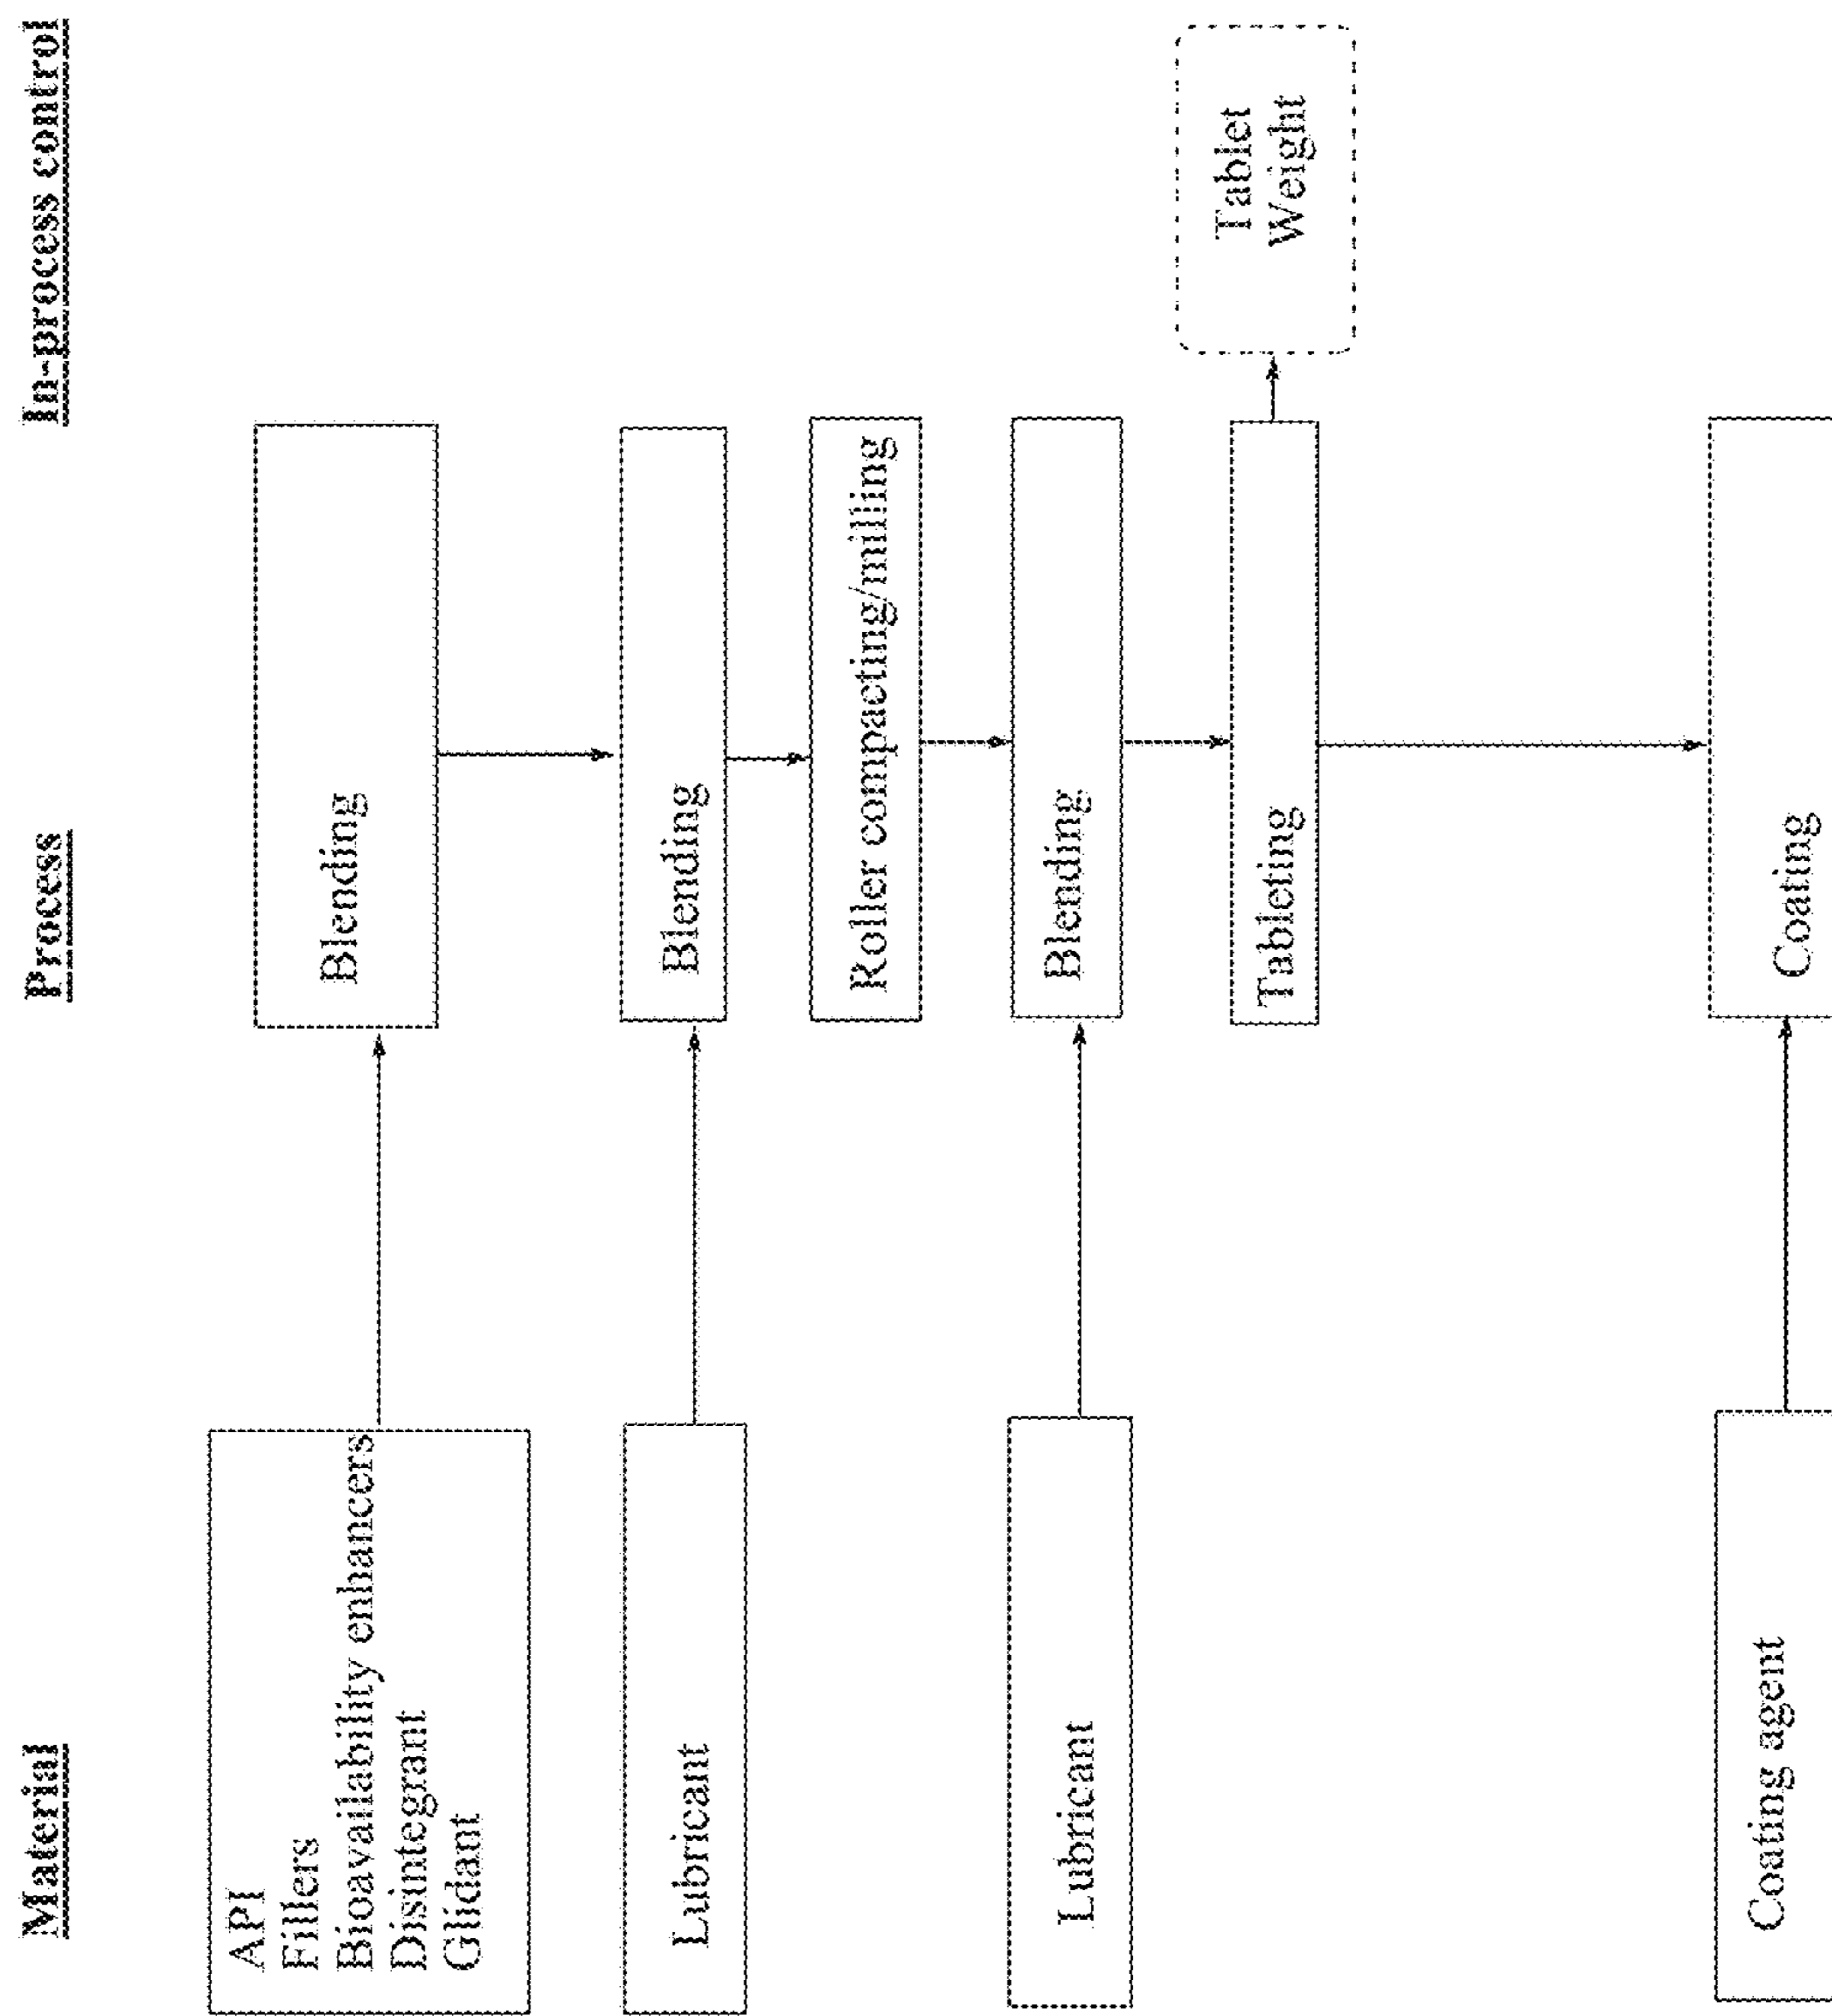 Material
Process
In-process control
API
Fillers
Bioavailability enhancers
Disintegrant
Glidant
Blending
Lubricant
Blending
Roller compacting/milling
Lubricant
Blending
Tableting
Tablet
Weight
Coating agent
Coating